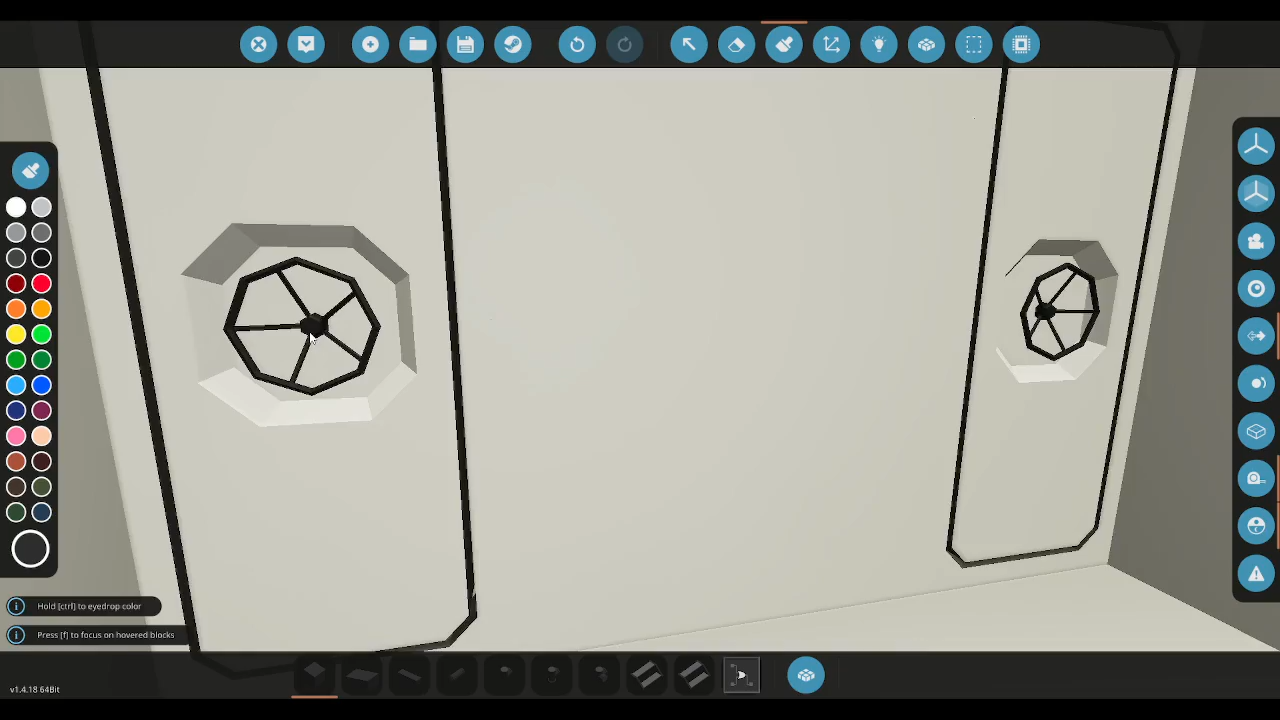 Hold [ctrl] to eyedrop color
Press [f] to focus on hovered blocks
v1.4.18 64Bit